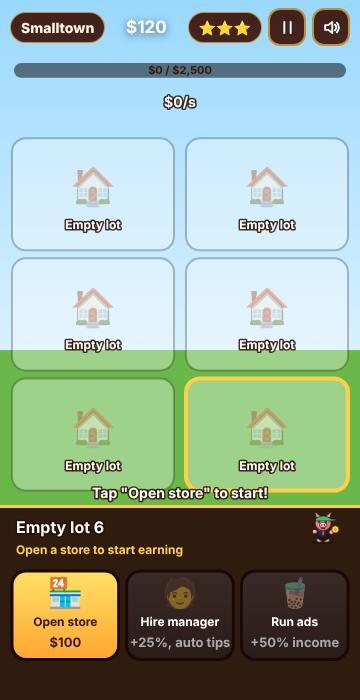 Smalltown
$120
$0 / $2,500
$0/s
Empty lot
Empty lot
Empty lot
Empty lot
Empty lot
Empty lot
Tap "Open store" to start!
Empty lot 6
Open a store to start earning
24
Open store
$100
Hire manager
+25%, auto tips
Run ads
+50% income